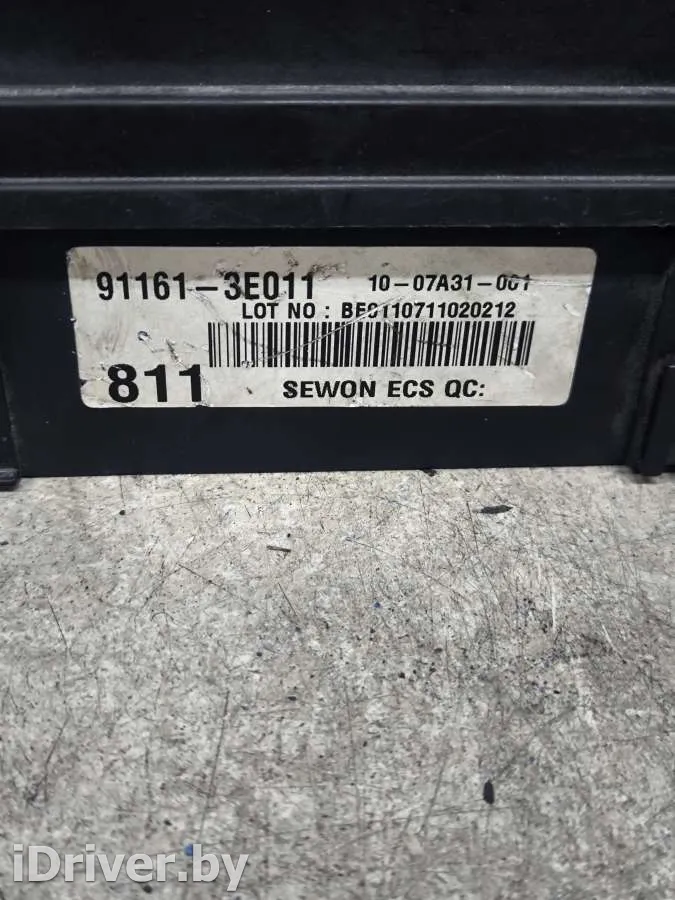 91161-3E011 10-07A31-001
LOT NO : BE0110711020212
811 SEWON ECS QC:
iDriver.by